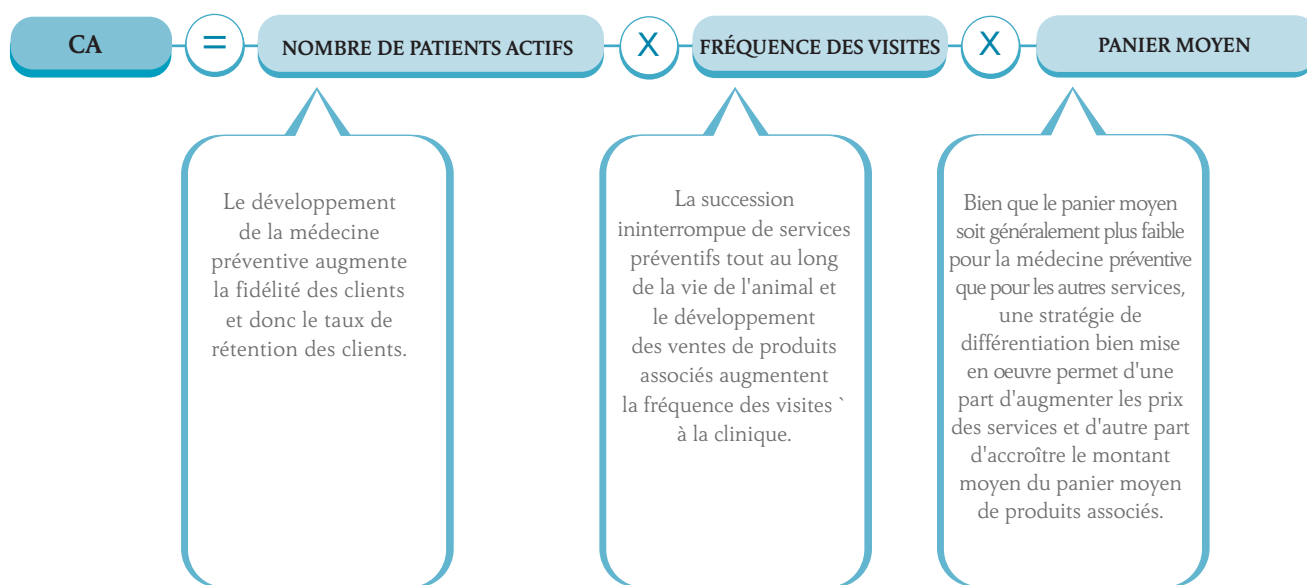 CA = NOMBRE DE PATIENTS ACTIFS X FRÉQUENCE DES VISITES X PANIER MOYEN
Le développement
de la médecine
préventive augmente
la fidélité des clients
et donc le taux de
rétention des clients.
La succession
ininterrompue de services
préventifs tout au long
de la vie de l'animal et
le développement
des ventes de produits
associés augmentent
la fréquence des visites `
à la clinique.
Bien que le panier moyen
soit généralement plus faible
pour la médecine préventive
que pour les autres services,
une stratégie de
différentiation bien mise
en œuvre permet d'une
part d'augmenter les prix
des services et d'autre part
d'accroître le montant
moyen du panier moyen
de produits associés.